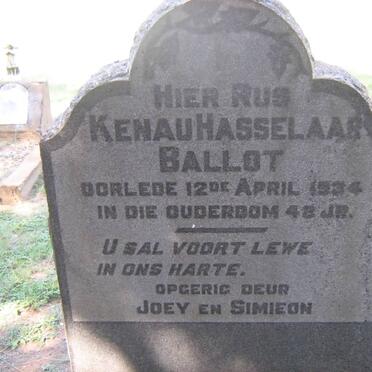 HIER RUS
KENAU HASSELAAR
BALLOT
OORLEDE 12DE APRIL 1934
IN DIE OUDERDOM 48 JR.
U SAL VOORT LEWE
IN ONS HARTE.
OPGERIG DEUR
JOEY EN SIMIEON